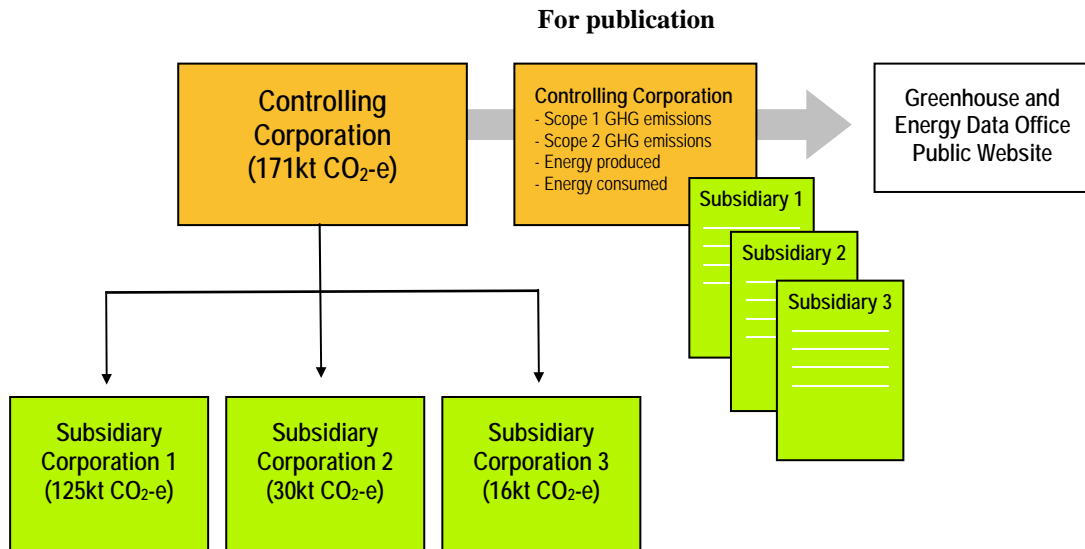 For publication
Controlling
Corporation
(171kt CO₂-e)
Controlling Corporation
- Scope 1 GHG emissions
- Scope 2 GHG emissions
- Energy produced
- Energy consumed
Greenhouse and
Energy Data Office
Public Website
Subsidiary 1
Subsidiary 2
Subsidiary 3
Subsidiary
Corporation 1
(125kt CO₂-e)
Subsidiary
Corporation 2
(30kt CO₂-e)
Subsidiary
Corporation 3
(16kt CO₂-e)